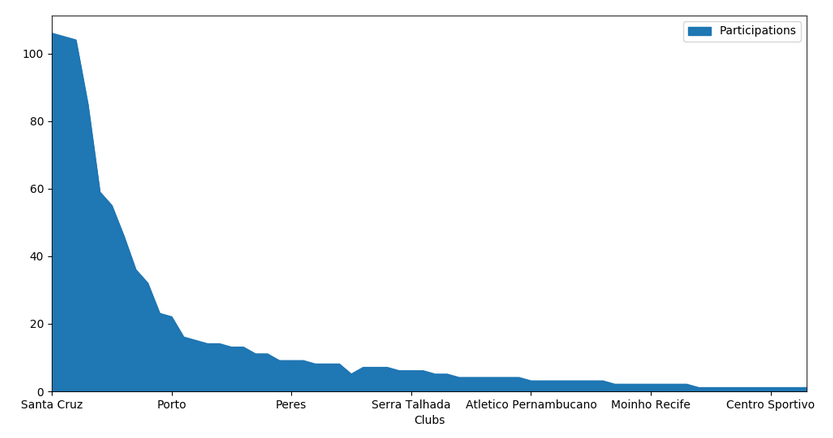 Participations
100
80
60
40
20
0
Santa Cruz Porto Peres Serra Talhada Atletico Pernambucano Moinho Recife Centro Sportivo
Clubs